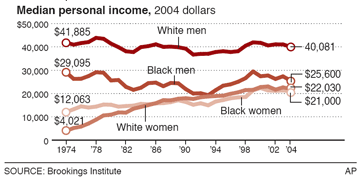 Median personal income, 2004 dollars
$50,000
$41,885
White men
40,000
40,081
$29,095
30,000
Black men
$25,600
20,000
$22,030
$12,063
$21,000
10,000
$4,021
White women
Black women
0
1974 '78 '82 '86 '90 '94 '98 '02 '04
SOURCE: Brookings Institute AP